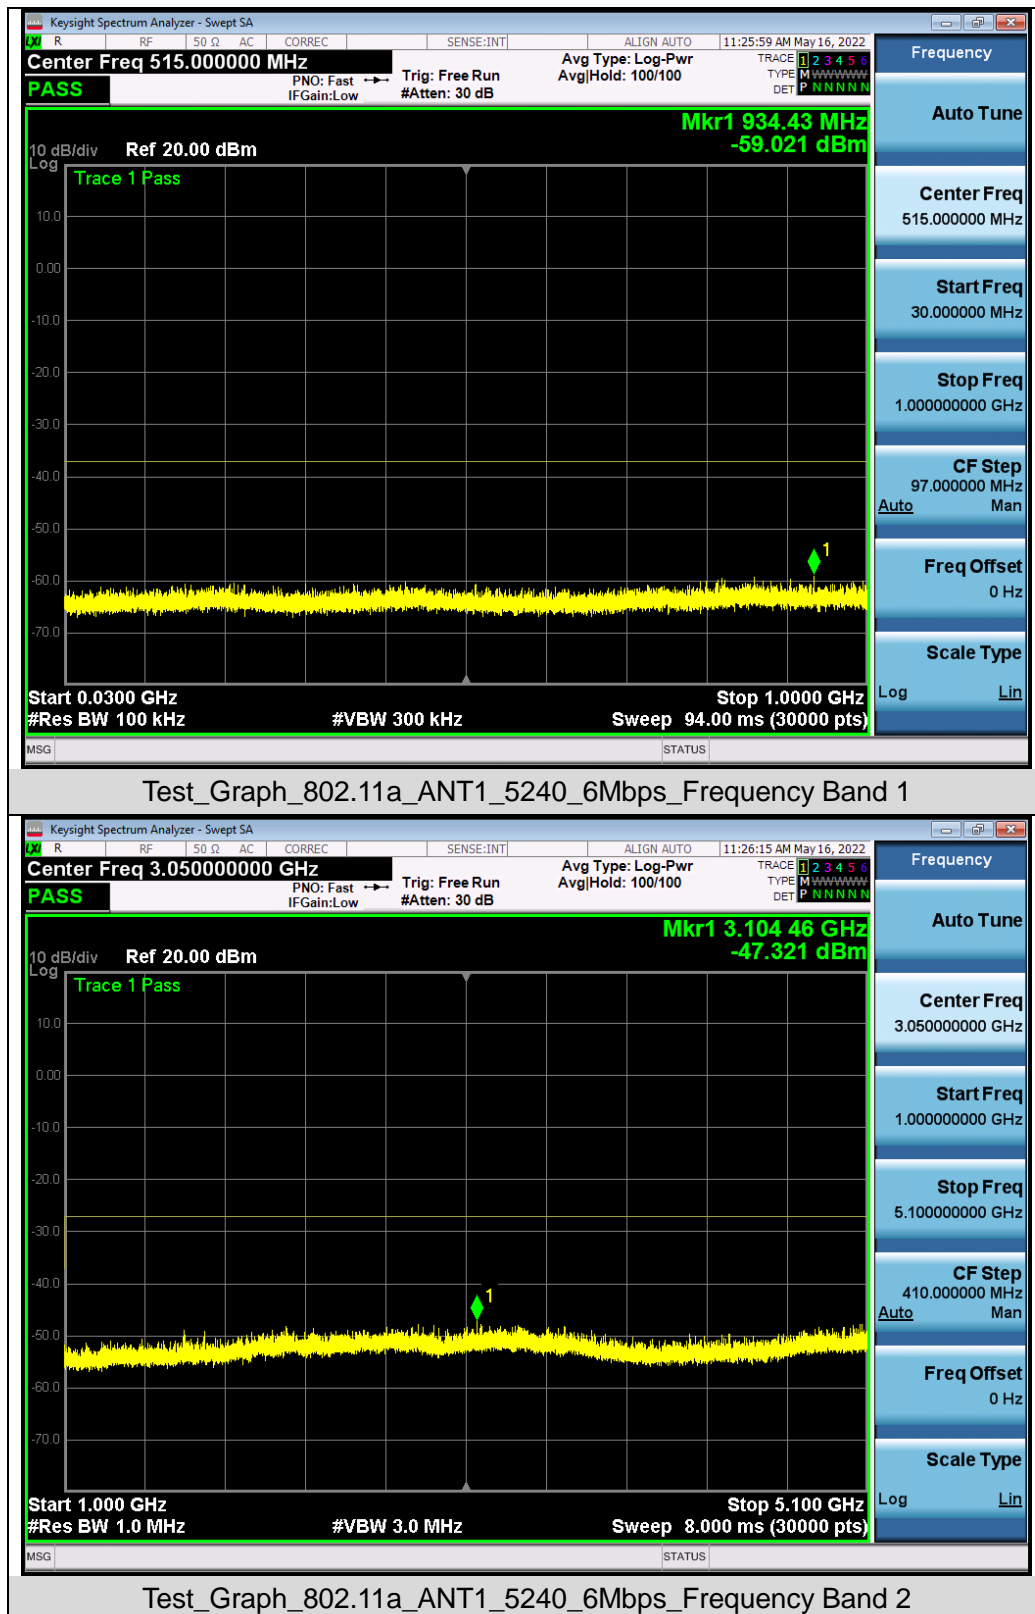 Keysight Spectrum Analyzer - Swept SA
LXI R RF 50 Ω AC CORREC SENSE:INT ALIGN AUTO 11:25:59 AM May 16, 2022
Center Freq 515.000000 MHz
PASS
PNO: Fast
IFGain:Low
Trig: Free Run
#Atten: 30 dB
Avg Type: Log-Pwr
Avg|Hold: 100/100
TRACE 1 2 3 4 5 6
TYPE M WWWWW
DET P N N N N N
Mkr1 934.43 MHz
-59.021 dBm
10 dB/div Ref 20.00 dBm
Log
Trace 1 Pass
10.0
0.00
-10.0
-20.0
-30.0
-40.0
-50.0
-60.0
-70.0
1
Start 0.0300 GHz Stop 1.0000 GHz
#Res BW 100 kHz #VBW 300 kHz Sweep 94.00 ms (30000 pts)
MSG STATUS
Frequency
Auto Tune
Center Freq
515.000000 MHz
Start Freq
30.000000 MHz
Stop Freq
1.000000000 GHz
CF Step
97.000000 MHz
Auto Man
Freq Offset
0 Hz
Scale Type
Log Lin
Test_Graph_802.11a_ANT1_5240_6Mbps_Frequency Band 1
Keysight Spectrum Analyzer - Swept SA
LXI R RF 50 Ω AC CORREC SENSE:INT ALIGN AUTO 11:26:15 AM May 16, 2022
Center Freq 3.050000000 GHz
PASS
PNO: Fast
IFGain:Low
Trig: Free Run
#Atten: 30 dB
Avg Type: Log-Pwr
Avg|Hold: 100/100
TRACE 1 2 3 4 5 6
TYPE M WWWWW
DET P N N N N N
Mkr1 3.104 46 GHz
-47.321 dBm
10 dB/div Ref 20.00 dBm
Log
Trace 1 Pass
10.0
0.00
-10.0
-20.0
-30.0
-40.0
-50.0
-60.0
-70.0
1
Start 1.000 GHz Stop 5.100 GHz
#Res BW 1.0 MHz #VBW 3.0 MHz Sweep 8.000 ms (30000 pts)
MSG STATUS
Frequency
Auto Tune
Center Freq
3.050000000 GHz
Start Freq
1.000000000 GHz
Stop Freq
5.100000000 GHz
CF Step
410.000000 MHz
Auto Man
Freq Offset
0 Hz
Scale Type
Log Lin
Test_Graph_802.11a_ANT1_5240_6Mbps_Frequency Band 2